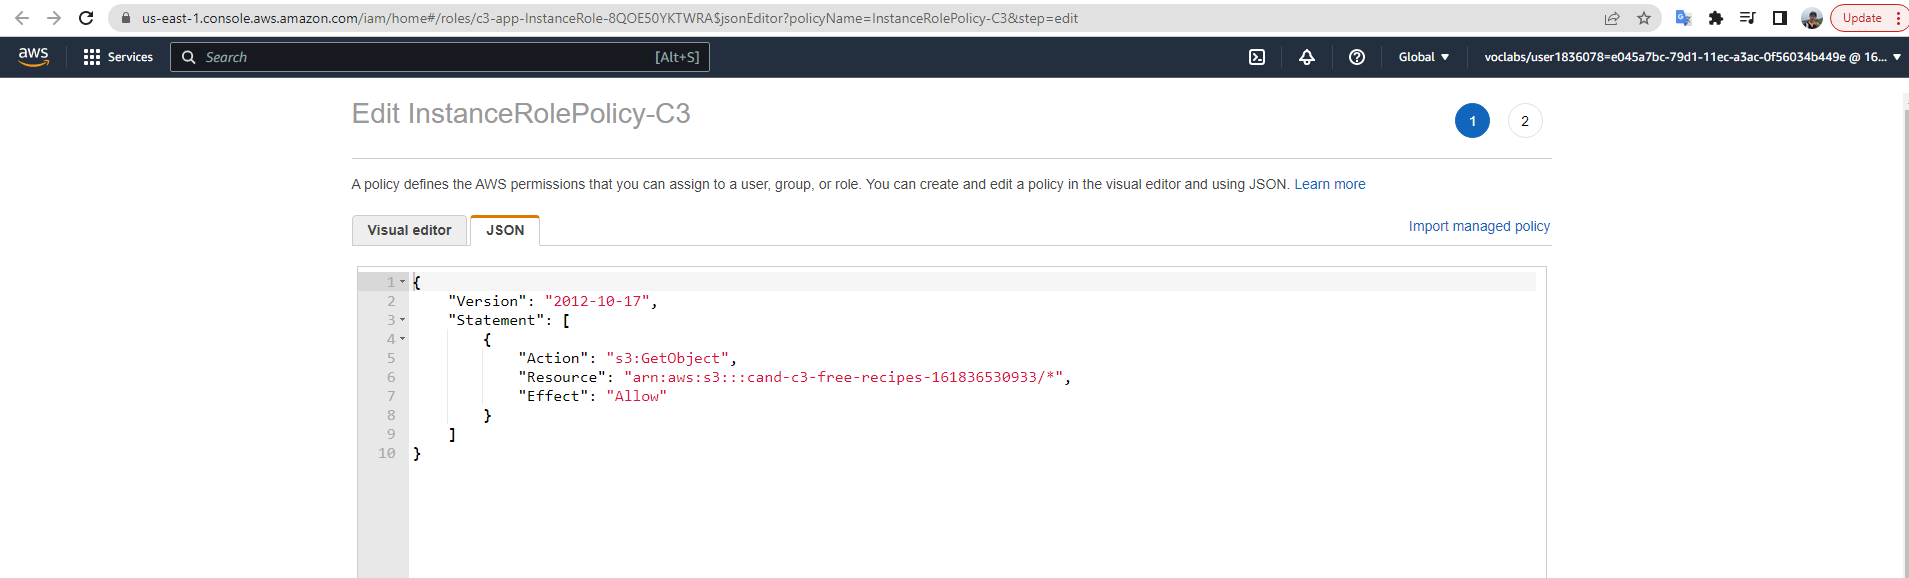 us-east-1.console.aws.amazon.com/iam/home#/roles/c3-app-InstanceRole-8QOE50YKTWRA$jsonEditor?policyName=InstanceRolePolicy-C3&step=edit
Update
aws
Services
Search
[Alt+S]
Global
voclabs/user1836078=e045a7bc-79d1-11ec-a3ac-0f56034b449e @ 16...
Edit InstanceRolePolicy-C3
1
2
A policy defines the AWS permissions that you can assign to a user, group, or role. You can create and edit a policy in the visual editor and using JSON. Learn more
Visual editor
JSON
Import managed policy
1 {
2 "Version": "2012-10-17",
3 "Statement": [
4 {
5 "Action": "s3:GetObject",
6 "Resource": "arn:aws:s3:::cand-c3-free-recipes-161836530933/*",
7 "Effect": "Allow"
8 }
9 ]
10 }